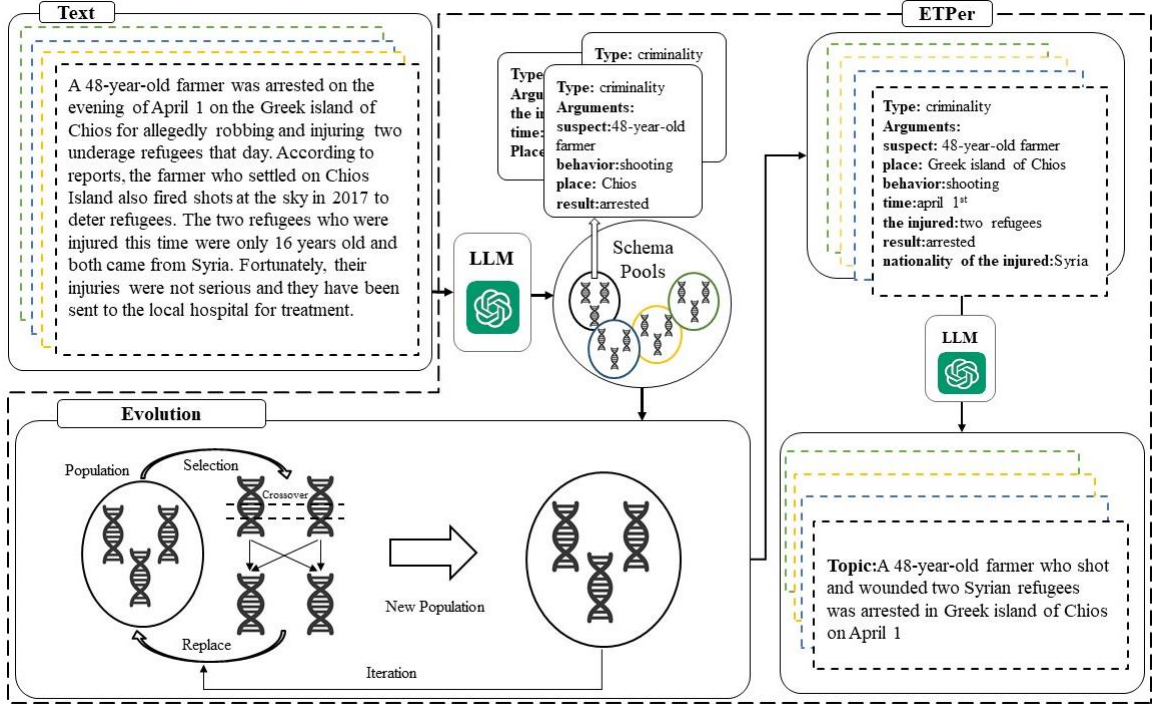 Text
A 48-year-old farmer was arrested on the
evening of April 1 on the Greek island of
Chios for allegedly robbing and injuring two
underage refugees that day. According to
reports, the farmer who settled on Chios
Island also fired shots at the sky in 2017 to
deter refugees. The two refugees who were
injured this time were only 16 years old and
both came from Syria. Fortunately, their
injuries were not serious and they have been
sent to the local hospital for treatment.
LLM
Type: criminality
Type
Argu
the i
time:
Place
Type: criminality
Arguments:
suspect:48-year-old
farmer
behavior:shooting
place: Chios
result:arrested
Schema
Pools
ETPer
Type: criminality
Arguments:
suspect: 48-year-old farmer
place: Greek island of Chios
behavior:shooting
time:april 1st
the injured:two refugees
result:arrested
nationality of the injured:Syria
LLM
Topic:A 48-year-old farmer who shot
and wounded two Syrian refugees
was arrested in Greek island of Chios
on April 1
Evolution
Population
Selection
Crossover
Replace
New Population
Iteration